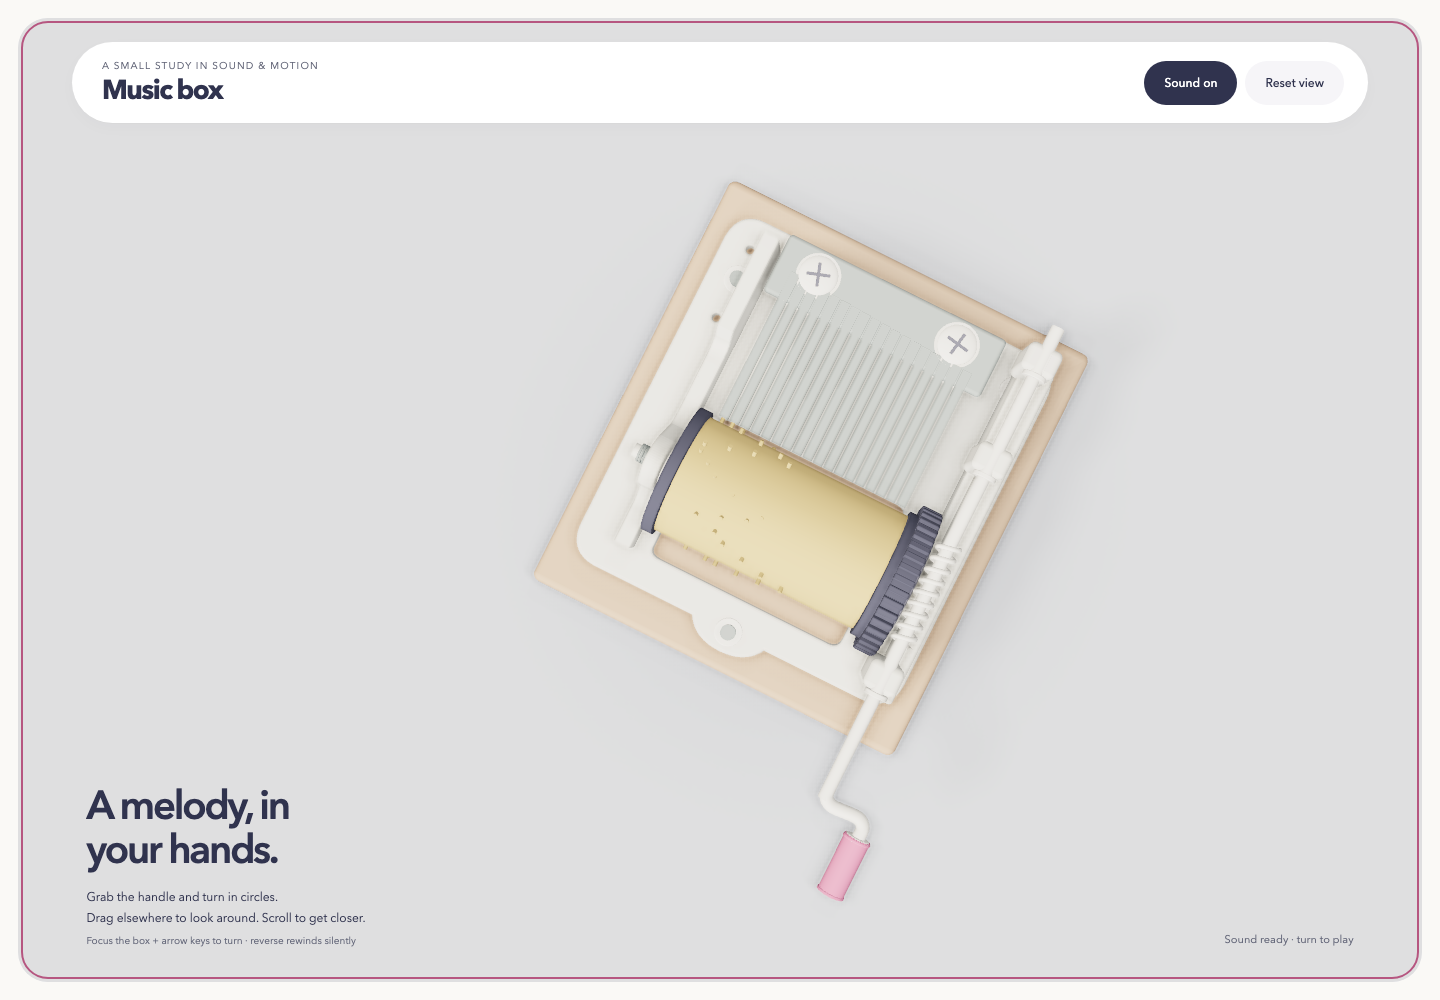 A SMALL STUDY IN SOUND & MOTION
Music box
Sound on
Reset view
A melody, in
your hands.
Grab the handle and turn in circles.
Drag elsewhere to look around. Scroll to get closer.
Focus the box + arrow keys to turn · reverse rewinds silently
Sound ready · turn to play